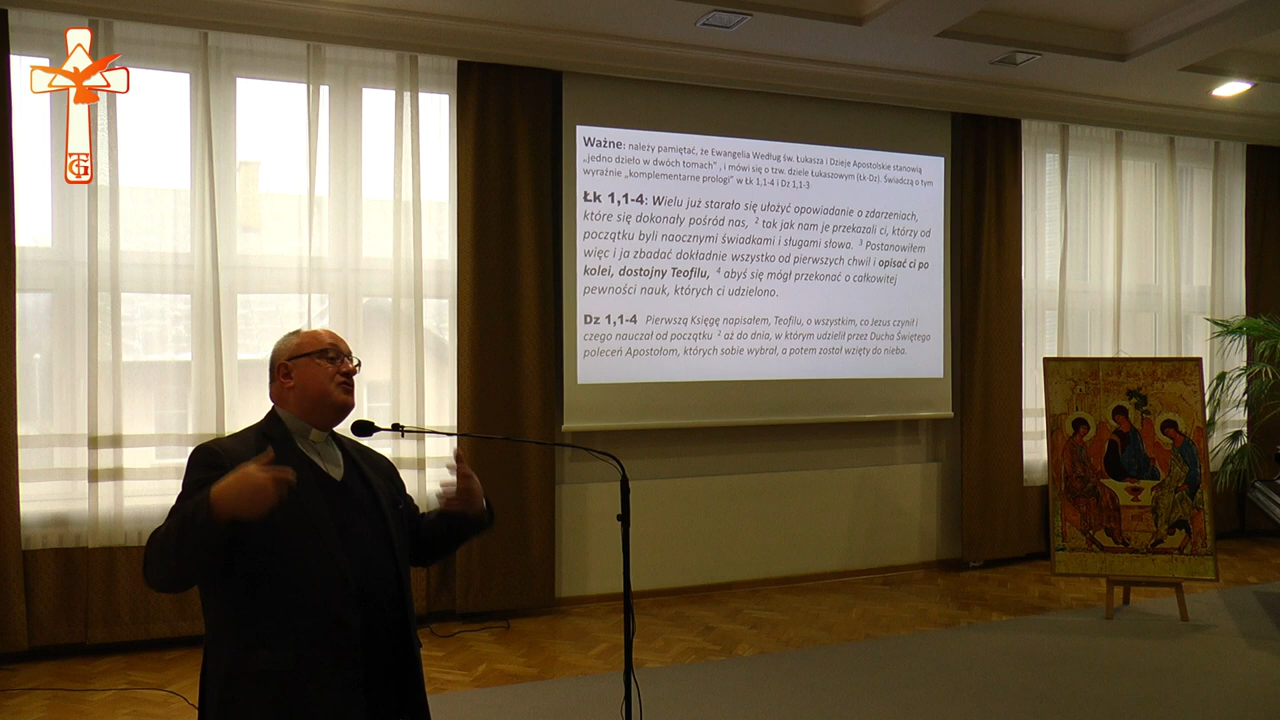 Ważne: należy pamiętać, że Ewangelia Według św. Łukasza i Dzieje Apostolskie stanowią
„jedno dzieło w dwóch tomach” , i mówi się o tzw. dziele Łukaszowym (Łk-Dz). Świadczą o tym
wyraźnie „komplementarne prologi” w Łk 1,1-4 i Dz 1,1-3
Łk 1,1-4: Wielu już starało się ułożyć opowiadanie o zdarzeniach,
które się dokonały pośród nas, 2 tak jak nam je przekazali ci, którzy od
początku byli naocznymi świadkami i sługami słowa. 3 Postanowiłem
więc i ja zbadać dokładnie wszystko od pierwszych chwil i opisać ci po
kolei, dostojny Teofilu, 4 abyś się mógł przekonać o całkowitej
pewności nauk, których ci udzielono.
Dz 1,1-4 Pierwszą Księgę napisałem, Teofilu, o wszystkim, co Jezus czynił i
czego nauczał od początku 2 aż do dnia, w którym udzielił przez Ducha Świętego
poleceń Apostołom, których sobie wybrał, a potem został wzięty do nieba.